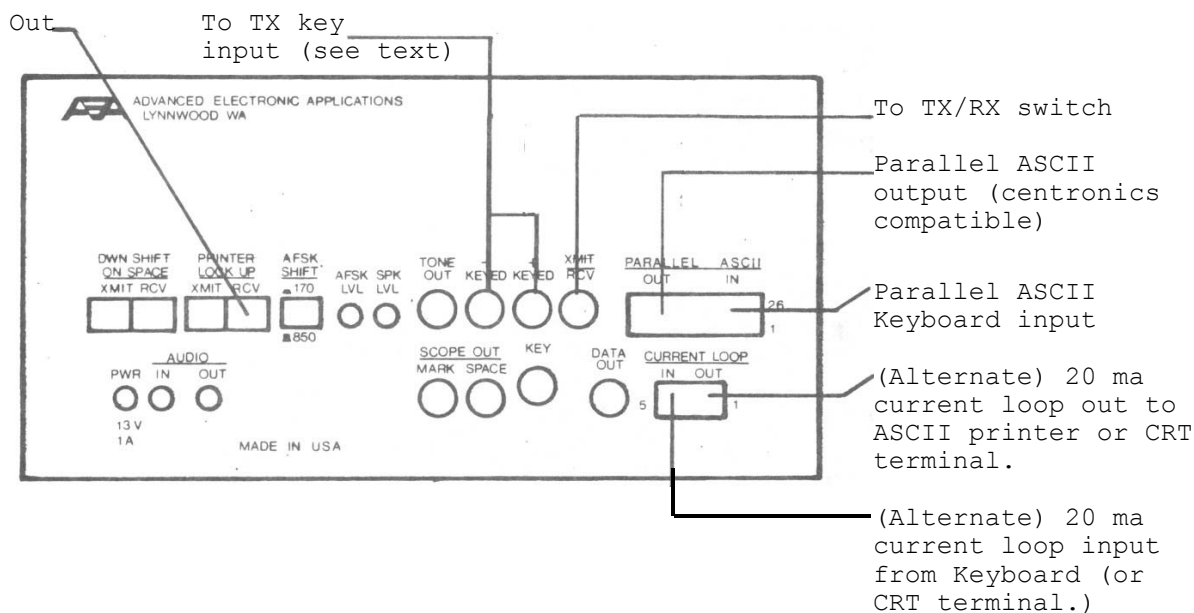 Out
To TX key
input (see text)
ADVANCED ELECTRONIC APPLICATIONS
LYNNWOOD WA
To TX/RX switch
Parallel ASCII
output (centronics
compatible)
DWN SHIFT
ON SPACE
XMIT RCV
PRINTER
LOOK UP
XMIT RCV
AFSK
SHIFT
170
850
AFSK
LVL
SPK
LVL
TONE
OUT
-
KEYED
+
KEYED
XMIT
RCV
PARALLEL ASCII
OUT IN
26
1
Parallel ASCII
Keyboard input
AUDIO
PWR IN OUT
13 V
1 A
SCOPE OUT
MARK SPACE
KEY
DATA
OUT
CURRENT LOOP
IN OUT
5 1
MADE IN USA
(Alternate) 20 ma
current loop out to
ASCII printer or CRT
terminal.
(Alternate) 20 ma
current loop input
from Keyboard (or
CRT terminal.)